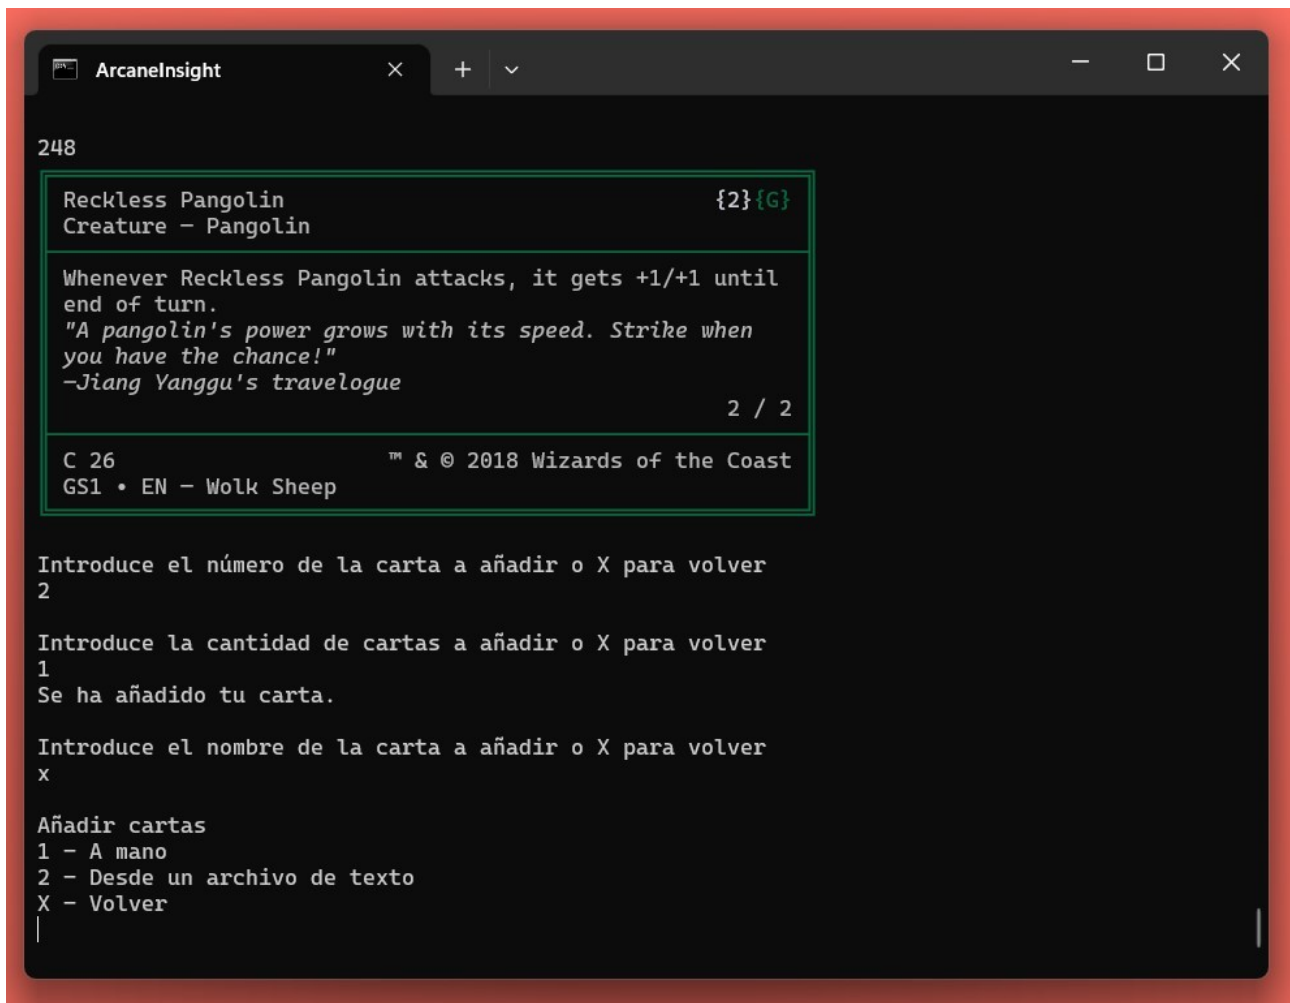 ArcaneInsight
248
Reckless Pangolin {2}{G}
Creature — Pangolin
Whenever Reckless Pangolin attacks, it gets +1/+1 until
end of turn.
"A pangolin's power grows with its speed. Strike when
you have the chance!"
—Jiang Yanggu's travelogue
2 / 2
C 26 ™ & © 2018 Wizards of the Coast
GS1 • EN — Wolk Sheep
Introduce el número de la carta a añadir o X para volver
2
Introduce la cantidad de cartas a añadir o X para volver
1
Se ha añadido tu carta.
Introduce el nombre de la carta a añadir o X para volver
x
Añadir cartas
1 — A mano
2 — Desde un archivo de texto
X — Volver